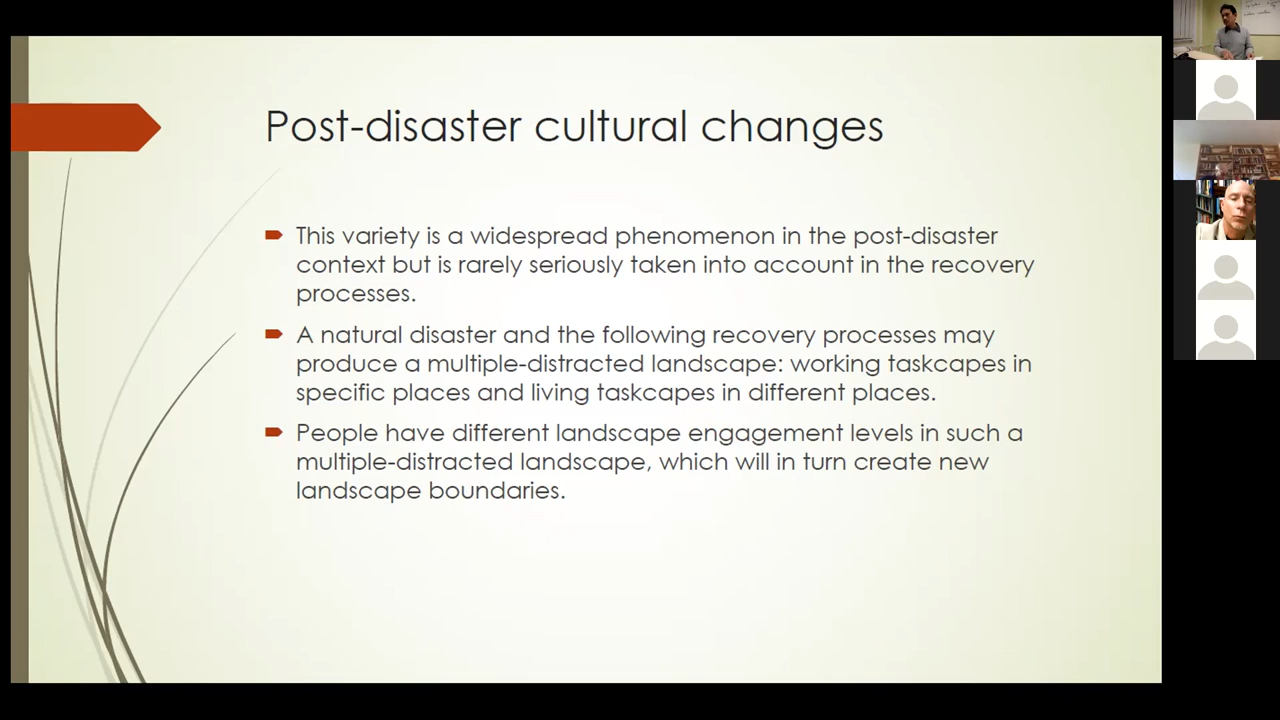 Post-disaster cultural changes
This variety is a widespread phenomenon in the post-disaster
context but is rarely seriously taken into account in the recovery
processes.
A natural disaster and the following recovery processes may
produce a multiple-distracted landscape: working taskcapes in
specific places and living taskcapes in different places.
People have different landscape engagement levels in such a
multiple-distracted landscape, which will in turn create new
landscape boundaries.